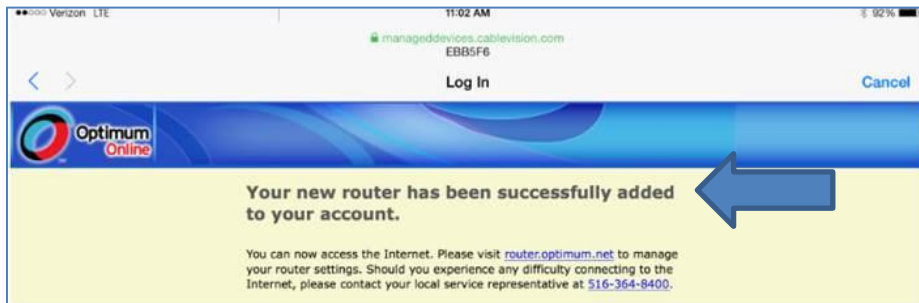 Verizon LTE
11:02 AM
92%
manageddevices.cablevision.com
EBB5F6
Log In
Cancel
Optimum
Online
Your new router has been successfully added
to your account.
You can now access the Internet. Please visit router.optimum.net to manage
your router settings. Should you experience any difficulty connecting to the
Internet, please contact your local service representative at 516-364-8400.